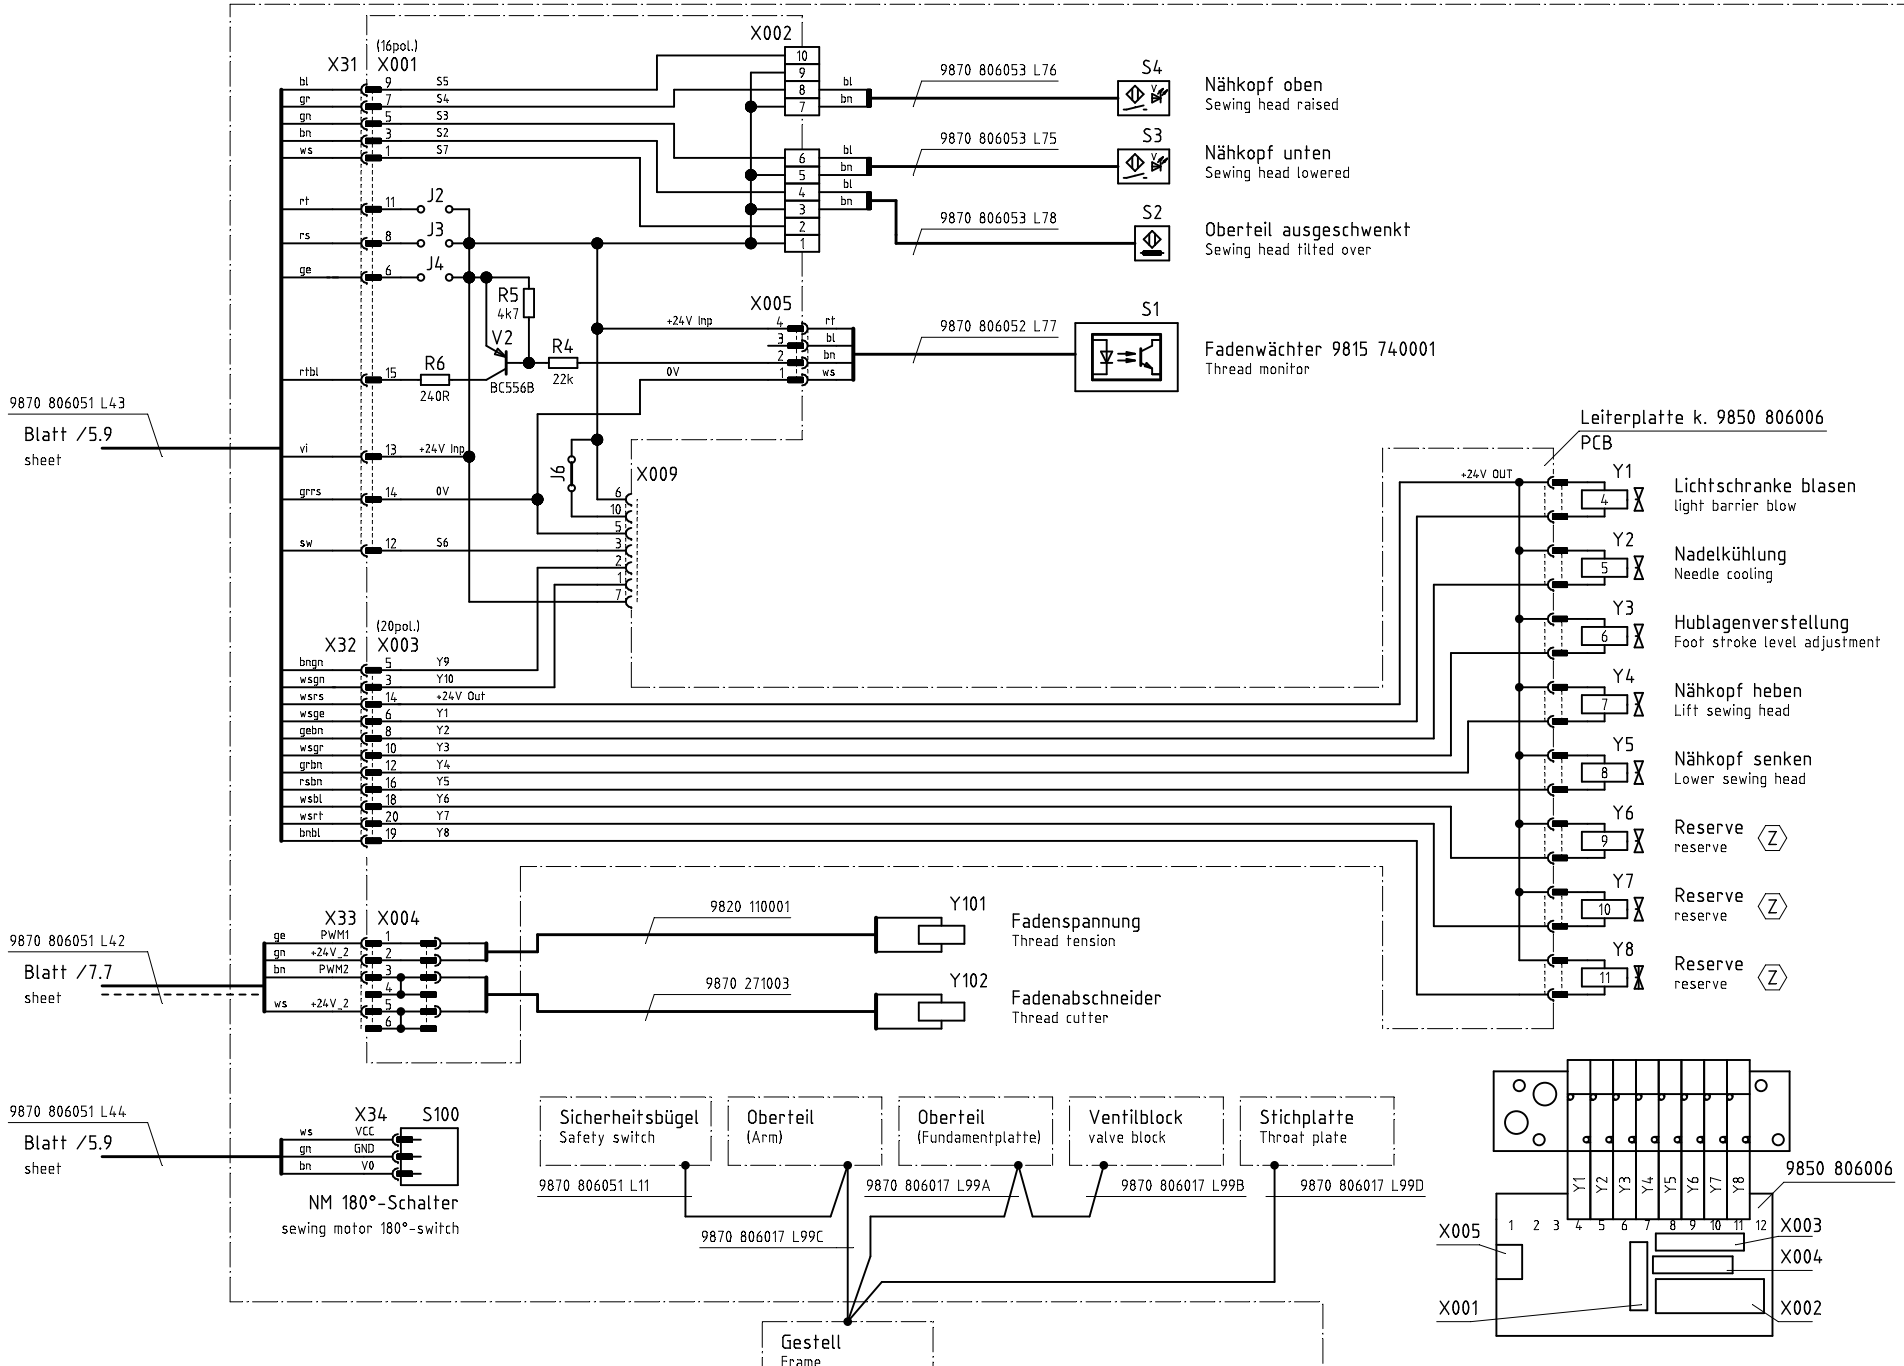 X31
(16pol.)
X001
bl 9 S5
gr 7 S4
gn 5 S3
bn 3 S2
ws 1 S7
rt 11 J2
rs 8 J3
ge 6 J4
R5
4k7
V2
BC556B
R4
22k
rtbl 15 R6
240R
vi 13 +24V Inp
grrs 14 0V
sw 12 S6
9870 806051 L43
Blatt /5.9
sheet
X002
10
9
8 bl
7 bn
6 bl
5 bn
4 bl
3 bn
2
1
9870 806053 L76
S4
Nähkopf oben
Sewing head raised
9870 806053 L75
S3
Nähkopf unten
Sewing head lowered
9870 806053 L78
S2
Oberteil ausgeschwenkt
Sewing head tilted over
X005
+24V Inp 4 rt
3 bl
2 bn
0V 1 ws
9870 806052 L77
S1
Fadenwächter 9815 740001
Thread monitor
J6
X009
6
10
5
3
2
1
7
X32
(20pol.)
X003
bngn 5 Y9
wsgn 3 Y10
wsrs 14 +24V Out
wsge 6 Y1
gebn 8 Y2
wsgr 10 Y3
grbn 12 Y4
rsbn 16 Y5
wsbl 18 Y6
wsrt 20 Y7
bnbl 19 Y8
Leiterplatte k. 9850 806006
PCB
+24V OUT
Y1
4
Lichtschranke blasen
light barrier blow
Y2
5
Nadelkühlung
Needle cooling
Y3
6
Hublagenverstellung
Foot stroke level adjustment
Y4
7
Nähkopf heben
Lift sewing head
Y5
8
Nähkopf senken
Lower sewing head
Y6
9
Reserve Z
reserve
Y7
10
Reserve Z
reserve
Y8
11
Reserve Z
reserve
9870 806051 L42
Blatt /7.7
sheet
X33 X004
ge PWM1 1
gn +24V_2 2
bn PWM2 3
4
ws +24V_2 5
6
9820 110001
Y101
Fadenspannung
Thread tension
9870 271003
Y102
Fadenabschneider
Thread cutter
9870 806051 L44
Blatt /5.9
sheet
X34 S100
ws VCC
gn GND
bn V0
NM 180°-Schalter
sewing motor 180°-switch
Sicherheitsbügel
Safety switch
Oberteil
(Arm)
Oberteil
(Fundamentplatte)
Ventilblock
valve block
Stichplatte
Throat plate
9870 806051 L11
9870 806017 L99A
9870 806017 L99B
9870 806017 L99D
9870 806017 L99C
Gestell
Frame
Y1 Y2 Y3 Y4 Y5 Y6 Y7 Y8
9850 806006
1 2 3 4 5 6 7 8 9 10 11 12
X005
X003
X004
X001
X002